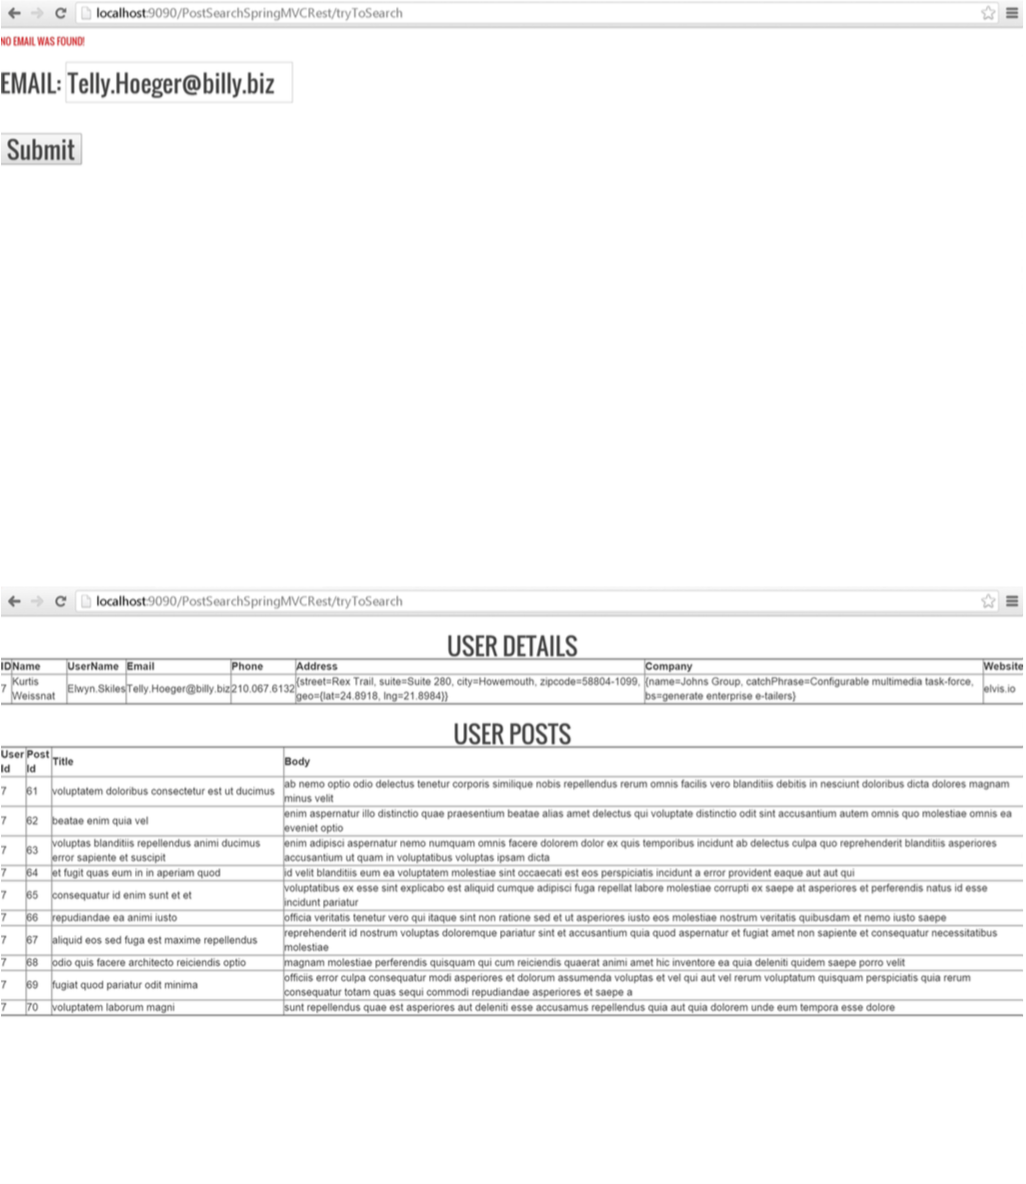 localhost:9090/PostSearchSpringMVCRest/tryToSearch
NO EMAIL WAS FOUND!
EMAIL: Telly.Hoeger@billy.biz
Submit
localhost:9090/PostSearchSpringMVCRest/tryToSearch
USER DETAILS
ID Name UserName Email Phone Address Company Website
7 Kurtis Weissnat Elwyn.Skiles Telly.Hoeger@billy.biz 210.067.6132 {street=Rex Trail, suite=Suite 280, city=Howemouth, zipcode=58804-1099, geo={lat=24.8918, lng=21.8984}} {name=Johns Group, catchPhrase=Configurable multimedia task-force, bs=generate enterprise e-tailers} elvis.io
USER POSTS
User Id Post Id Title Body
7 61 voluptatem doloribus consectetur est ut ducimus ab nemo optio odio delectus tenetur corporis similique nobis repellendus rerum omnis facilis vero blanditiis debitis in nesciunt doloribus dicta dolores magnam minus velit
7 62 beatae enim quia vel enim aspernatur illo distinctio quae praesentium beatae alias amet delectus qui voluptate distinctio odit sint accusantium autem omnis quo molestiae omnis ea eveniet optio
7 63 voluptas blanditiis repellendus animi ducimus error sapiente et suscipit enim adipisci aspernatur nemo numquam omnis facere dolorem dolor ex quis temporibus incidunt ab delectus culpa quo reprehenderit blanditiis asperiores accusantium ut quam in voluptatibus voluptas ipsam dicta
7 64 et fugit quas eum in in aperiam quod id velit blanditiis eum ea voluptatem molestiae sint occaecati est eos perspiciatis incidunt a error provident eaque aut aut qui
7 65 consequatur id enim sunt et et voluptatibus ex esse sint explicabo est aliquid cumque adipisci fuga repellat labore molestiae corrupti ex saepe at asperiores et perferendis natus id esse incidunt pariatur
7 66 repudiandae ea animi iusto officia veritatis tenetur vero qui itaque sint non ratione sed et ut asperiores iusto eos molestiae nostrum veritatis quibusdam et nemo iusto saepe
7 67 aliquid eos sed fuga est maxime repellendus reprehenderit id nostrum voluptas doloremque pariatur sint et accusantium quia quod aspernatur et fugiat amet non sapiente et consequatur necessitatibus molestiae
7 68 odio quis facere architecto reiciendis optio magnam molestiae perferendis quisquam qui cum reiciendis quaerat animi amet hic inventore ea quia deleniti quidem saepe porro velit
7 69 fugiat quod pariatur odit minima officiis error culpa consequatur modi asperiores et dolorum assumenda voluptas et vel qui aut vel rerum voluptatum quisquam perspiciatis quia rerum consequatur totam quas sequi commodi repudiandae asperiores et saepe a
7 70 voluptatem laborum magni sunt repellendus quae est asperiores aut deleniti esse accusamus repellendus quia aut quia dolorem unde eum tempora esse dolore